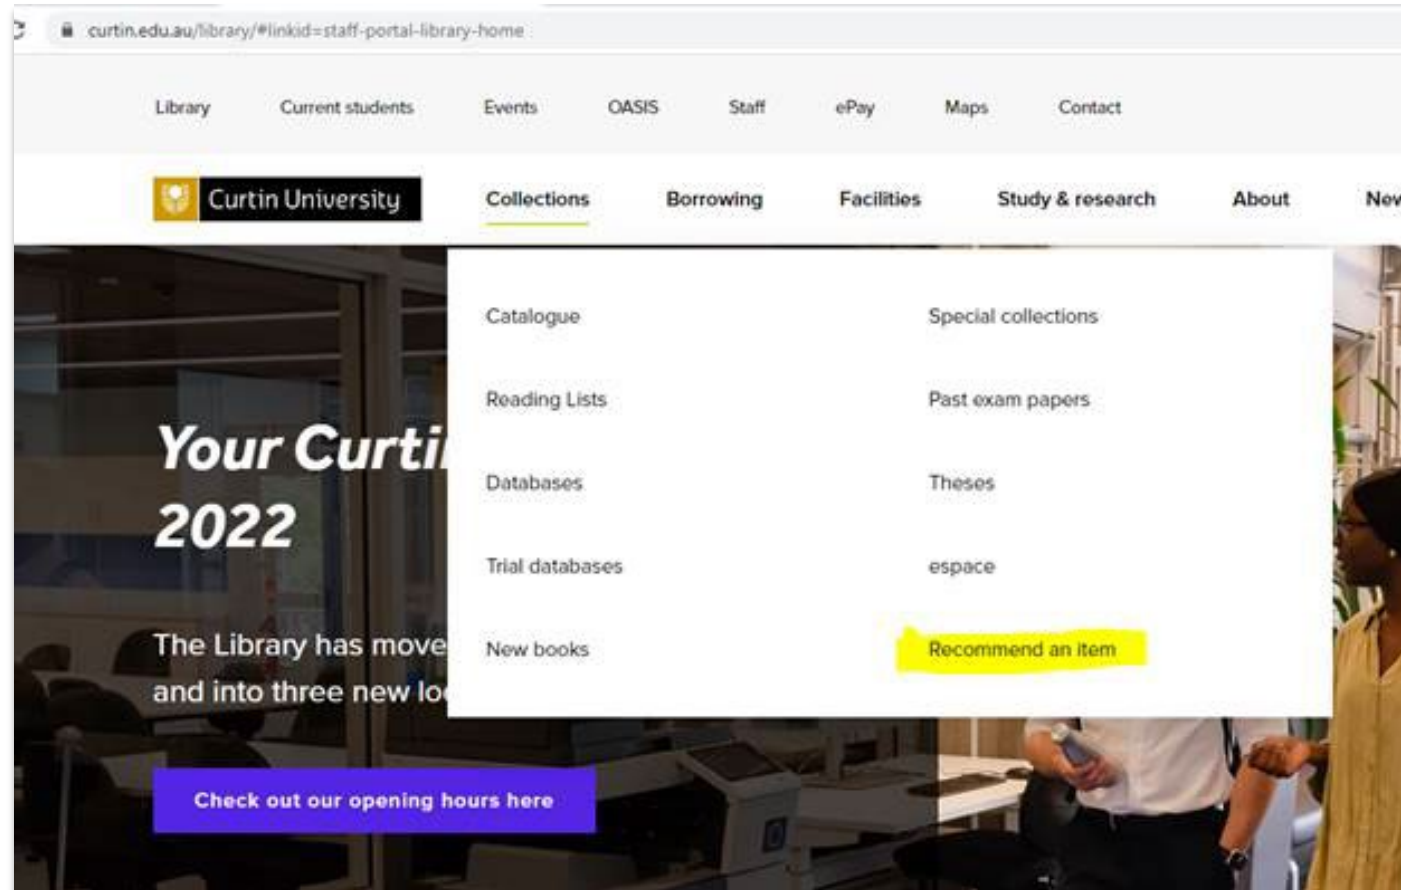 curtin.edu.au/library/#linkid=staff-portal-library-home
Library Current students Events OASIS Staff ePay Maps Contact
Curtin University Collections Borrowing Facilities Study & research About
Catalogue Special collections
Reading Lists Past exam papers
Your
Databases Theses
2022
Trial databases espace
The Library has New books Recommend an item
and into three new
Check out our opening hours here